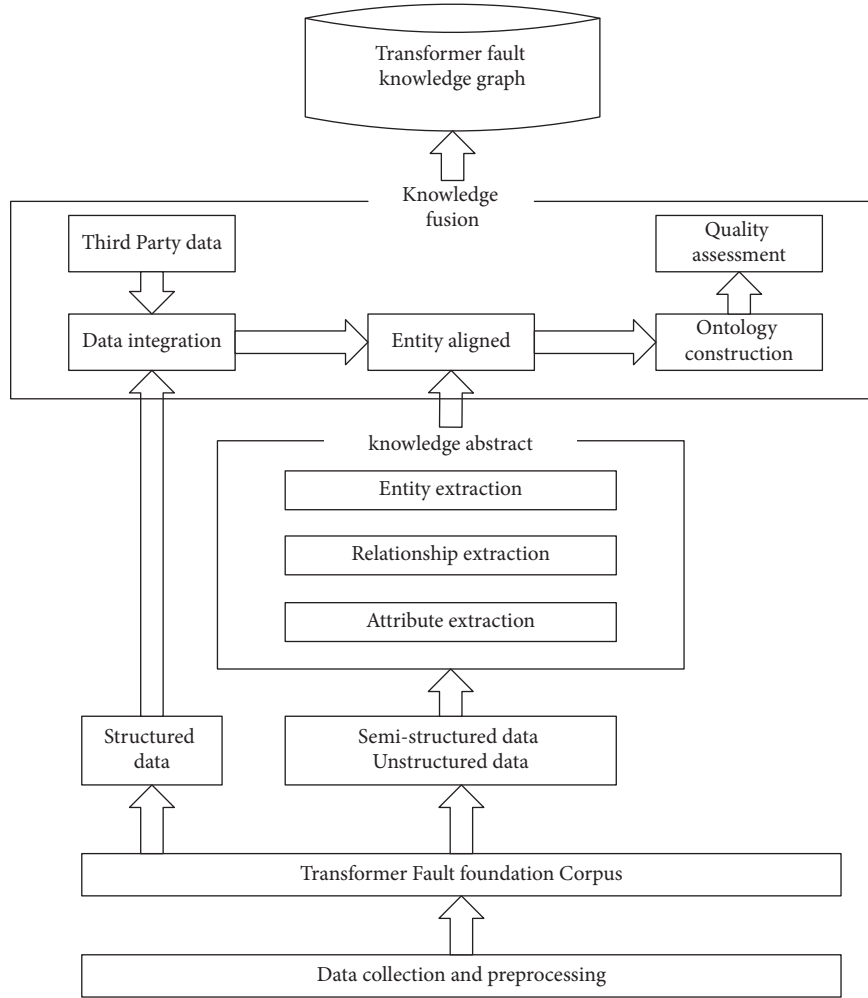 Transformer fault
knowledge graph
Knowledge
fusion
Third Party data
Quality
assessment
Data integration
Entity aligned
Ontology
construction
knowledge abstract
Entity extraction
Relationship extraction
Attribute extraction
Structured
data
Semi-structured data
Unstructured data
Transformer Fault foundation Corpus
Data collection and preprocessing